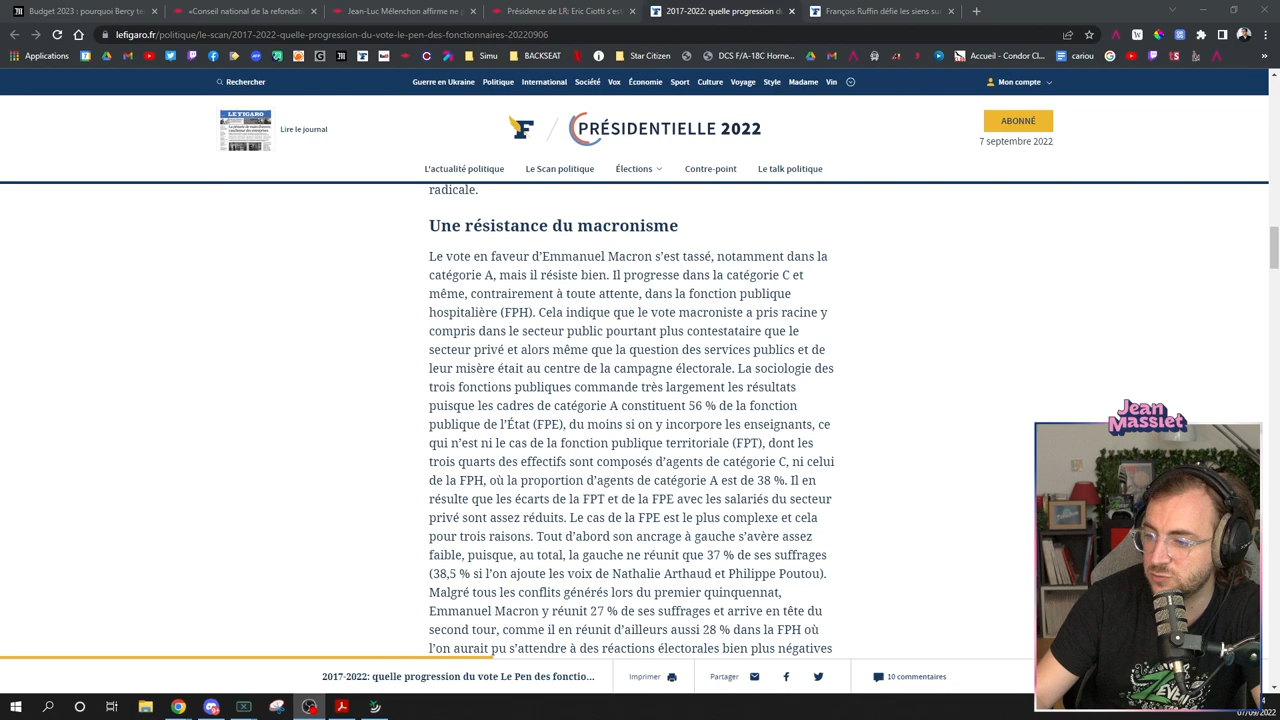 Budget 2023 : pourquoi Bercy te
«Conseil national de la refondat
Jean-Luc Mélenchon affirme n
Présidence de LR: Eric Ciotti s'es
2017-2022: quelle progression du
François Ruffin défie les siens su
lefigaro.fr/politique/le-scan/2017-2022-quelle-progression-du-vote-le-pen-des-fonctionnaires-20220906
Applications
Simu
BACKSEAT
Star Citizen
DCS F/A-18C Horne...
Accueil - Condor Cl...
cariou
Rechercher
Guerre en Ukraine Politique International Société Vox Économie Sport Culture Voyage Style Madame Vin
Mon compte
LE FIGARO
Lire le journal
F / PRÉSIDENTIELLE 2022
ABONNÉ
7 septembre 2022
L'actualité politique Le Scan politique Élections Contre-point Le talk politique
radicale.
Une résistance du macronisme
Le vote en faveur d'Emmanuel Macron s'est tassé, notamment dans la
catégorie A, mais il résiste bien. Il progresse dans la catégorie C et
même, contrairement à toute attente, dans la fonction publique
hospitalière (FPH). Cela indique que le vote macroniste a pris racine y
compris dans le secteur public pourtant plus contestataire que le
secteur privé et alors même que la question des services publics et de
leur misère était au centre de la campagne électorale. La sociologie des
trois fonctions publiques commande très largement les résultats
puisque les cadres de catégorie A constituent 56 % de la fonction
publique de l'État (FPE), du moins si on y incorpore les enseignants, ce
qui n'est ni le cas de la fonction publique territoriale (FPT), dont les
trois quarts des effectifs sont composés d'agents de catégorie C, ni celui
de la FPH, où la proportion d'agents de catégorie A est de 38 %. Il en
résulte que les écarts de la FPT et de la FPE avec les salariés du secteur
privé sont assez réduits. Le cas de la FPE est le plus complexe et cela
pour trois raisons. Tout d'abord son ancrage à gauche s'avère assez
faible, puisque, au total, la gauche ne réunit que 37 % de ses suffrages
(38,5 % si l'on ajoute les voix de Nathalie Arthaud et Philippe Poutou).
Malgré tous les conflits générés lors du premier quinquennat,
Emmanuel Macron y réunit 27 % de ses suffrages et arrive en tête du
second tour, comme il en réunit d'ailleurs aussi 28 % dans la FPH où
l'on aurait pu s'attendre à des réactions électorales bien plus négatives
Jean
Massiet
2017-2022: quelle progression du vote Le Pen des fonctio...
Imprimer
Partager
10 commentaires
07/09/2022